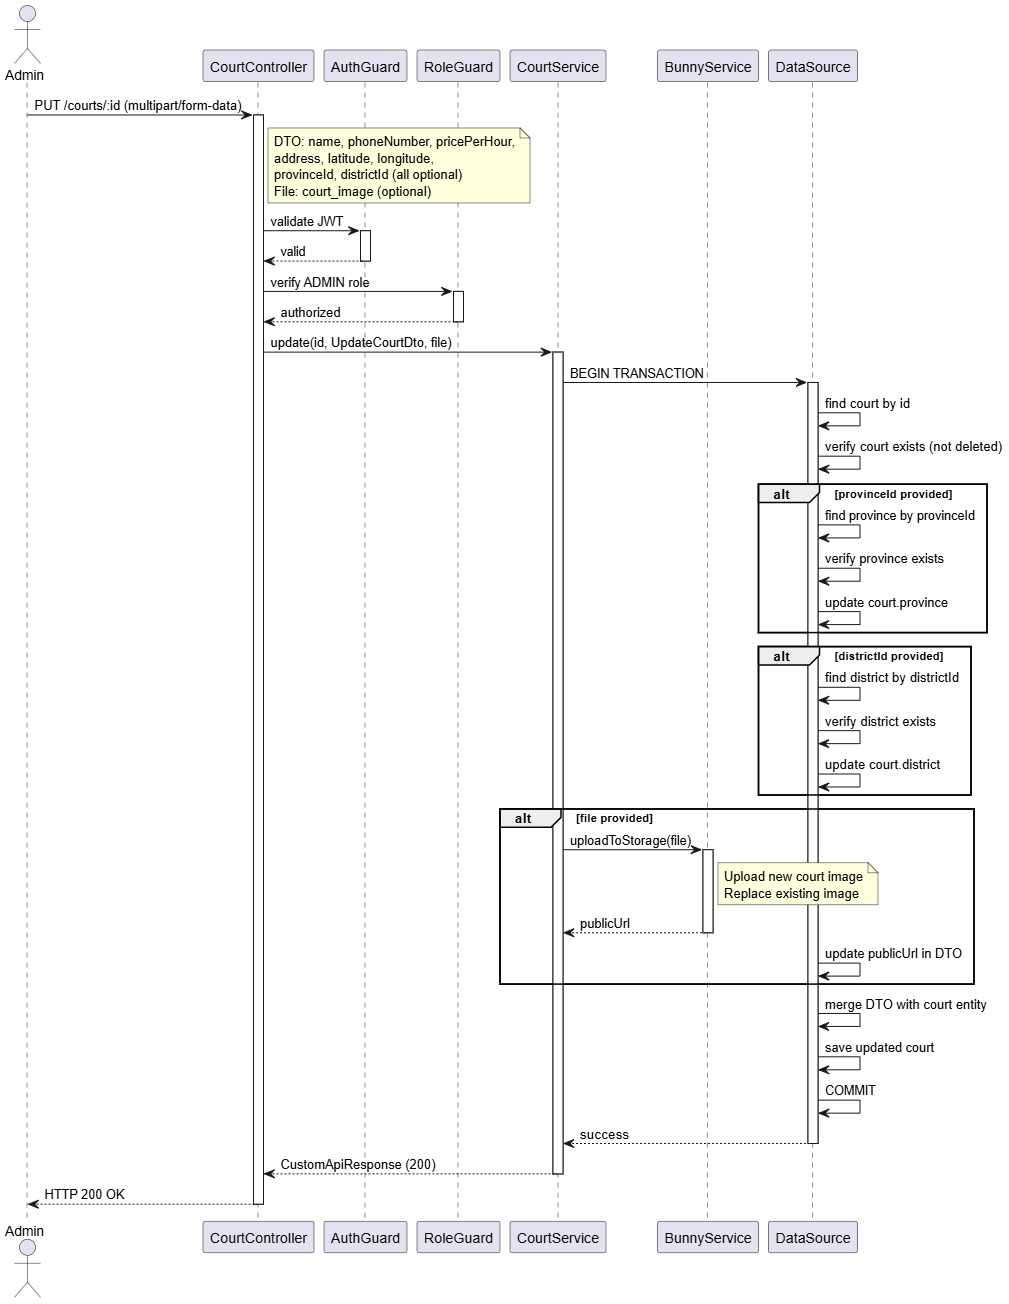 Admin
CourtController
AuthGuard
RoleGuard
CourtService
BunnyService
DataSource
PUT /courts/:id (multipart/form-data)
DTO: name, phoneNumber, pricePerHour,
address, latitude, longitude,
provinceId, districtId (all optional)
File: court_image (optional)
validate JWT
valid
verify ADMIN role
authorized
update(id, UpdateCourtDto, file)
BEGIN TRANSACTION
find court by id
verify court exists (not deleted)
alt [provinceId provided]
find province by provinceId
verify province exists
update court.province
alt [districtId provided]
find district by districtId
verify district exists
update court.district
alt [file provided]
uploadToStorage(file)
Upload new court image
Replace existing image
publicUrl
update publicUrl in DTO
merge DTO with court entity
save updated court
COMMIT
success
CustomApiResponse (200)
HTTP 200 OK
Admin
CourtController
AuthGuard
RoleGuard
CourtService
BunnyService
DataSource